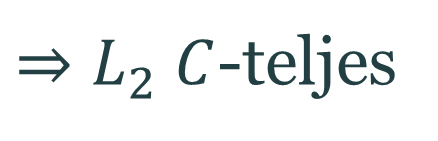 ⇒ L₂ C-teljes